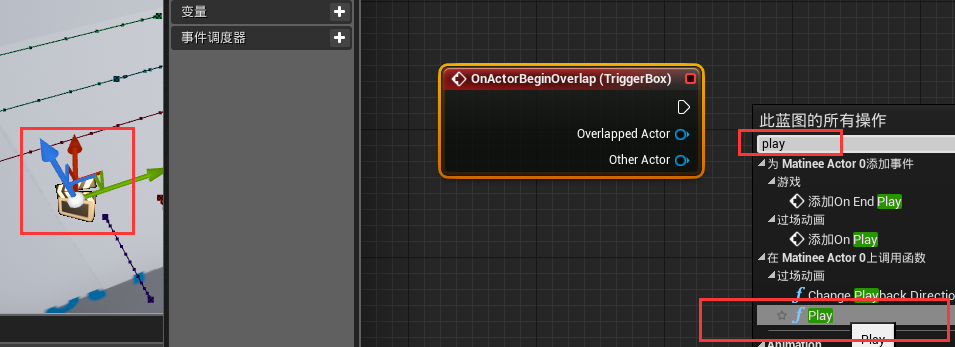 变量
事件调度器
OnActorBeginOverlap (TriggerBox)
Overlapped Actor
Other Actor
此蓝图的所有操作
play
为 Matinee Actor 0添加事件
游戏
添加On End Play
过场动画
添加On Play
在 Matinee Actor 0上调用函数
过场动画
Change Playback Directio
Play
Play
Animation